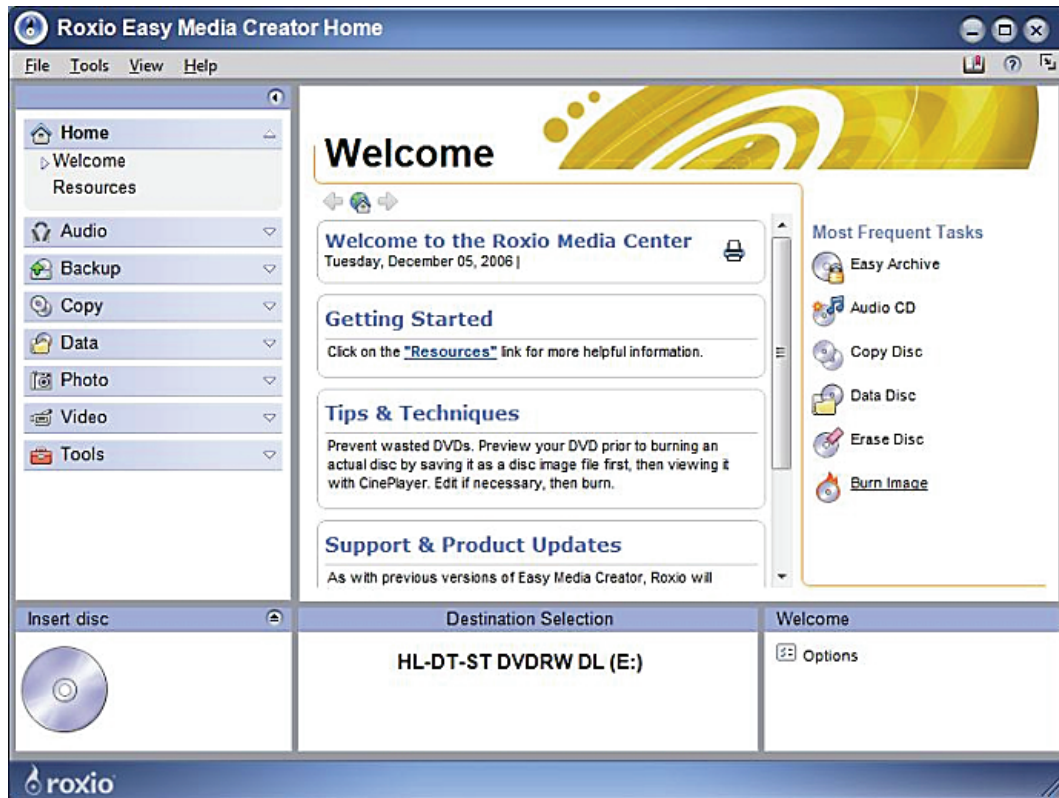 Roxio Easy Media Creator Home
File Tools View Help
Home
Welcome
Resources
Audio
Backup
Copy
Data
Photo
Video
Tools
Welcome
Welcome to the Roxio Media Center
Tuesday, December 05, 2006 |
Getting Started
Click on the "Resources" link for more helpful information.
Tips & Techniques
Prevent wasted DVDs. Preview your DVD prior to burning an
actual disc by saving it as a disc image file first, then viewing it
with CinePlayer. Edit if necessary, then burn.
Support & Product Updates
As with previous versions of Easy Media Creator, Roxio will
Most Frequent Tasks
Easy Archive
Audio CD
Copy Disc
Data Disc
Erase Disc
Burn Image
Insert disc
Destination Selection
HL-DT-ST DVDRW DL (E:)
Welcome
Options
roxio